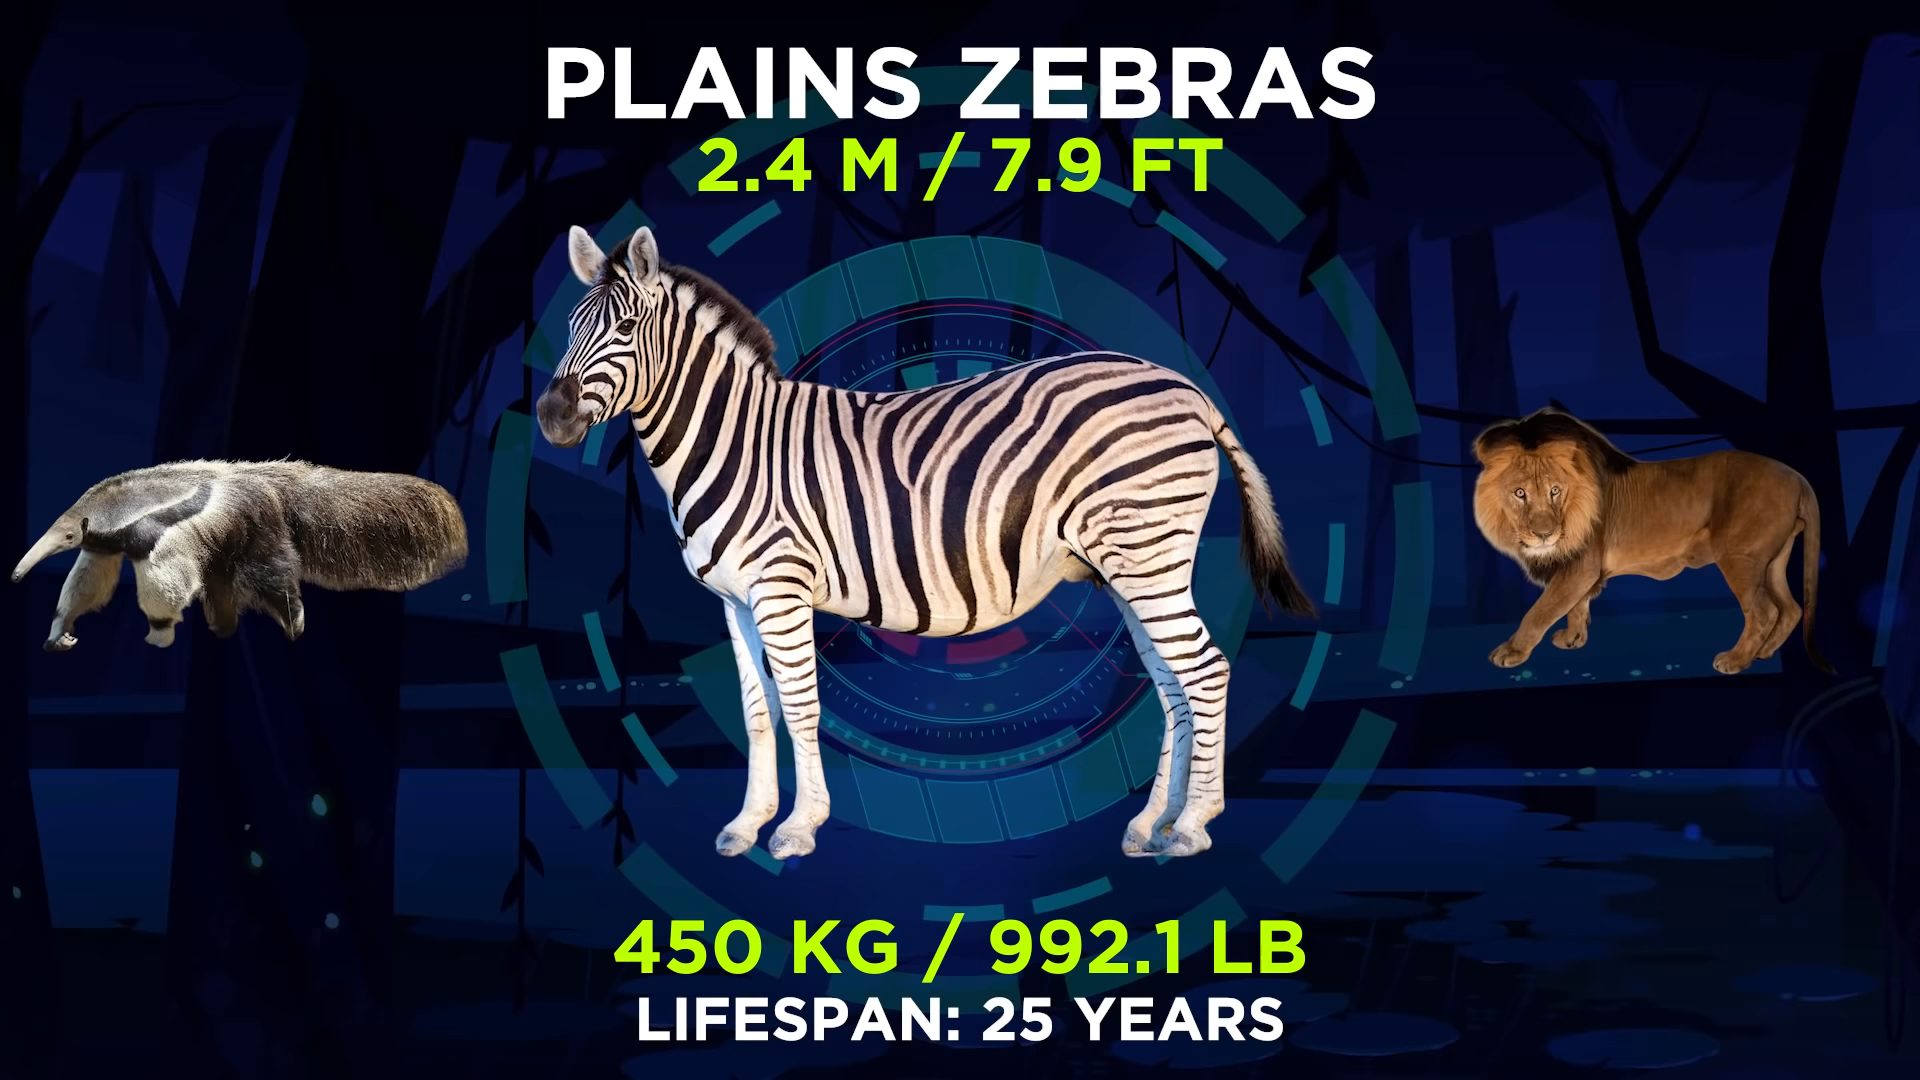 PLAINS ZEBRAS
2.4 M / 7.9 FT
450 KG / 992.1 LB
LIFESPAN: 25 YEARS